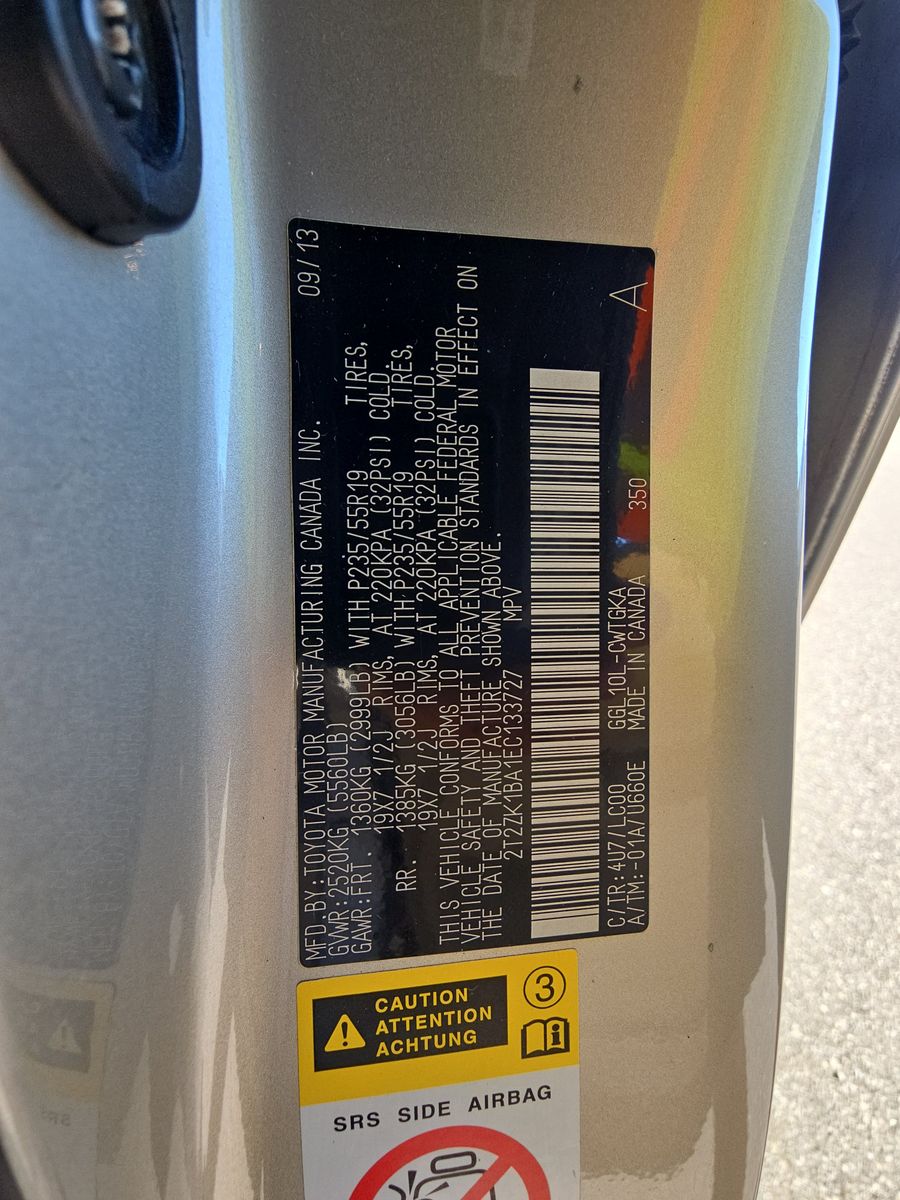 MFD.BY:TOYOTA MOTOR MANUFACTURING CANADA INC. 09/13
GVWR:2520KG (5560LB)
GAWR:FRT. 1360KG (2999LB) WITH P235/55R19 TIRES,
19X7 1/2J RIMS, AT 220KPA (32PSI) COLD.
RR. 1385KG (3056LB) WITH P235/55R19 TIRES,
19X7 1/2J RIMS, AT 220KPA (32PSI) COLD.
THIS VEHICLE CONFORMS TO ALL APPLICABLE FEDERAL MOTOR
VEHICLE SAFETY AND THEFT PREVENTION STANDARDS IN EFFECT ON
THE DATE OF MANUFACTURE SHOWN ABOVE.
2T2ZK1BA1EC133727 MPV
C/TR:4U7/LC00 GGL10L-CWTGKA A
A/TM:-01A/U660E MADE IN CANADA 350
CAUTION
ATTENTION
ACHTUNG
3
SRS SIDE AIRBAG